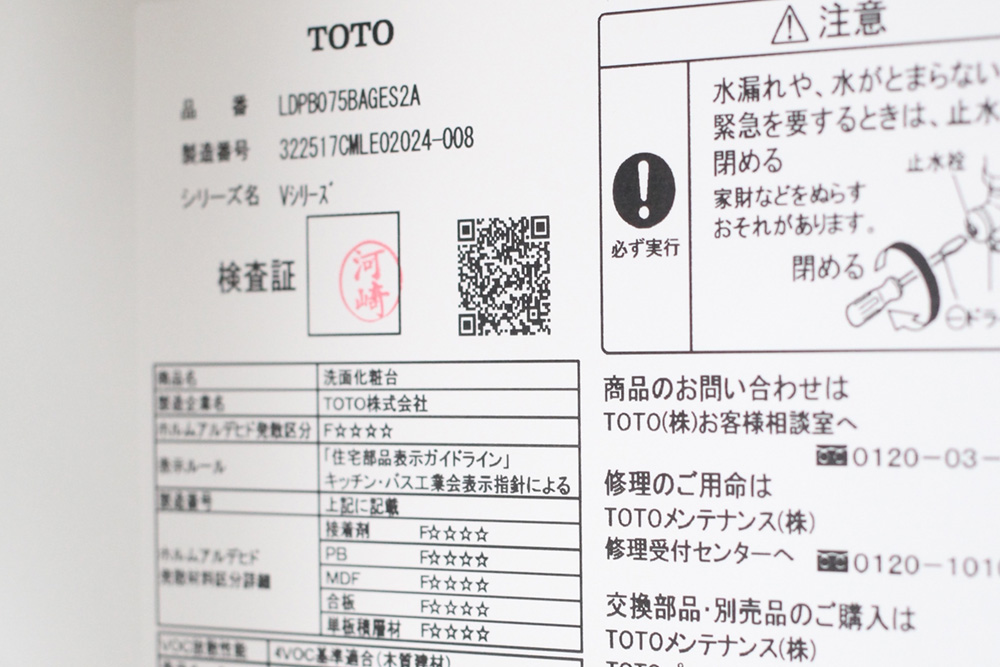 TOTO
品 番 LDPB075BAGES2A
製造番号 322517CMLE02024-008
シリーズ名 Vシリーズ
検査証
河崎
商品名 洗面化粧台
製造企業名 TOTO株式会社
ホルムアルデヒド発散区分 F☆☆☆☆
表示ルール 「住宅部品表示ガイドライン」
キッチン・バス工業会表示指針による
製造番号 上記に記載
ホルムアルデヒド
発散材料区分詳細
接着剤 F☆☆☆☆
PB F☆☆☆☆
MDF F☆☆☆☆
合板 F☆☆☆☆
単板積層材 F☆☆☆☆
VOC放散性能 4VOC基準適合(木質建材)
注意
必ず実行
水漏れや、水がとまらない
緊急を要するときは、止水
閉める
家財などをぬらす
おそれがあります。
止水栓
閉める
⊖ドラ
商品のお問い合わせは
TOTO(株)お客様相談室へ
0120-03-
修理のご用命は
TOTOメンテナンス(株)
修理受付センターへ 0120-1010
交換部品・別売品のご購入は
TOTOメンテナンス(株)